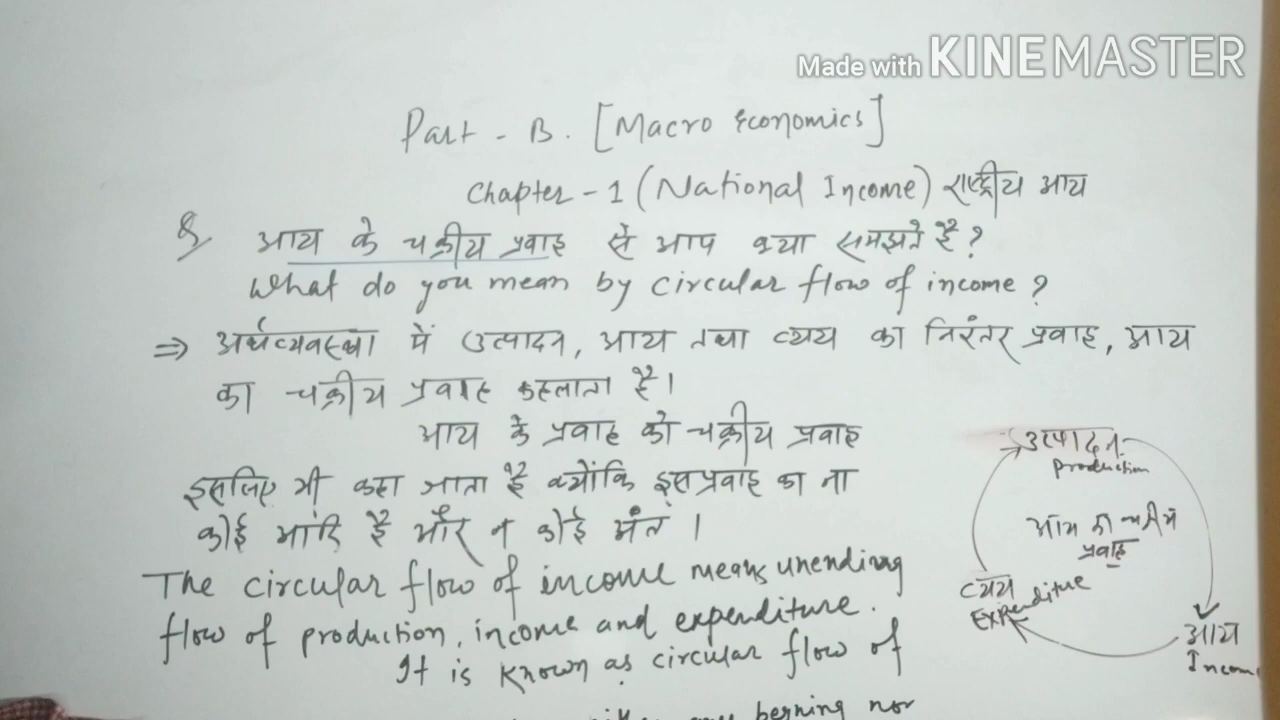 Made with KINEMASTER
Part - B. [Macro Economics]
Chapter - 1 (National Income) राष्ट्रीय आय
Q आय के चक्रीय प्रवाह से आप क्या समझते है?
What do you mean by circular flow of income?
⇒ अर्थव्यवस्था में उत्पादन, आय तथा व्यय का निरंतर प्रवाह, आय
का चक्रीय प्रवाह कहलाता है।
आय के प्रवाह को चक्रीय प्रवाह
इसलिए भी कहा जाता है क्योंकि इस प्रवाह का ना
कोई आदि है और न कोई अंत।
The circular flow of income means unending
flow of production, income and expenditure.
It is known as circular flow of
berning nor
उत्पादन
production
आय का चक्रीय
प्रवाह
व्यय
Expenditure
आय
Income